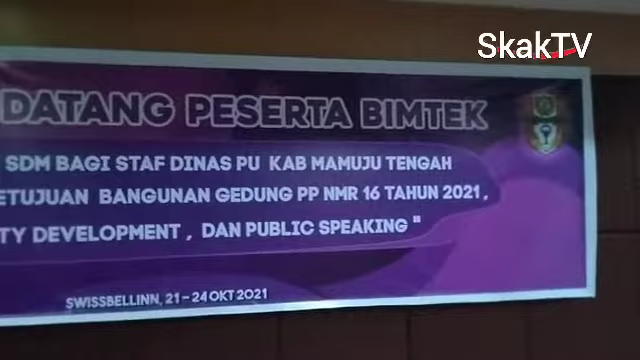 SkakTV
DATANG PESERTA BIMTEK
SDM BAGI STAF DINAS PU KAB MAMUJU TENGAH
ETUJUAN BANGUNAN GEDUNG PP NMR 16 TAHUN 2021,
TY DEVELOPMENT , DAN PUBLIC SPEAKING "
SWISSBELLINN, 21 - 24 OKT 2021